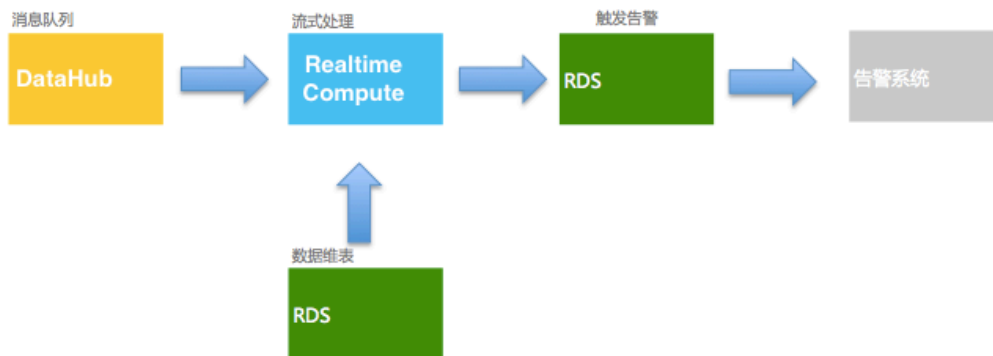 消息队列
流式处理
触发告警
DataHub
Realtime
Compute
RDS
告警系统
数据维表
RDS